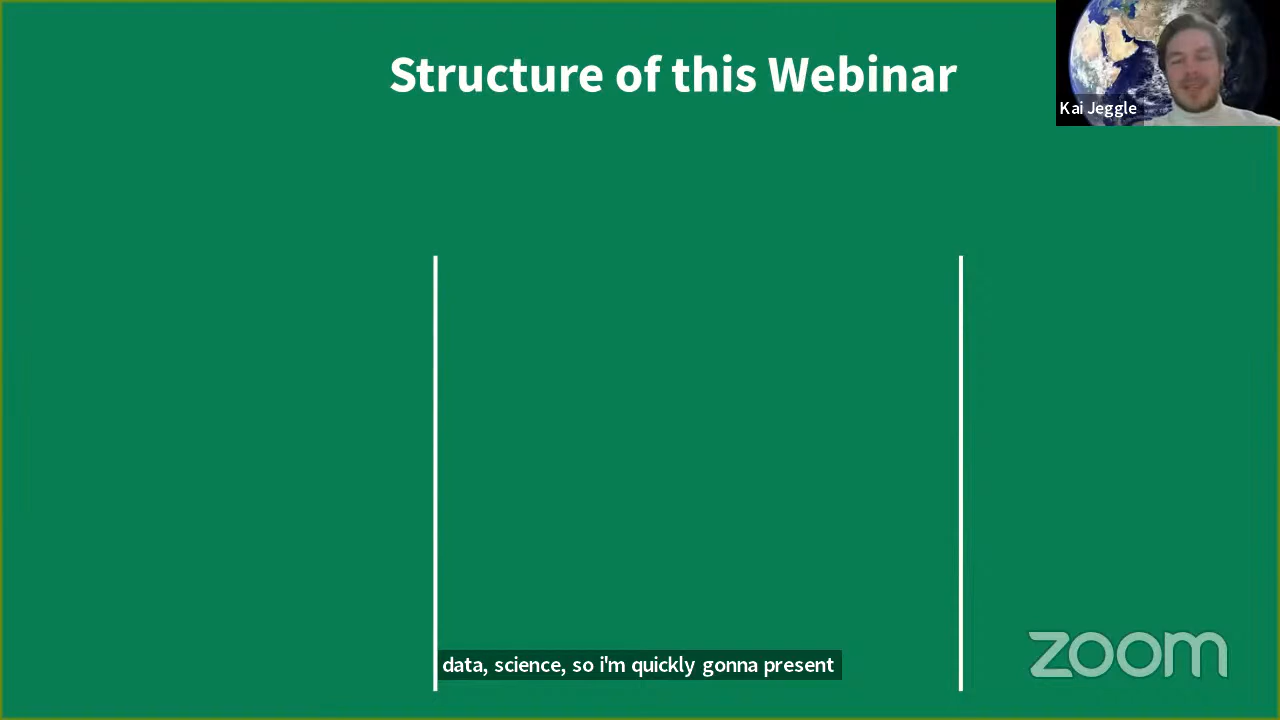 Structure of this Webinar
Kai Jeggle
data, science, so i'm quickly gonna present
zoom